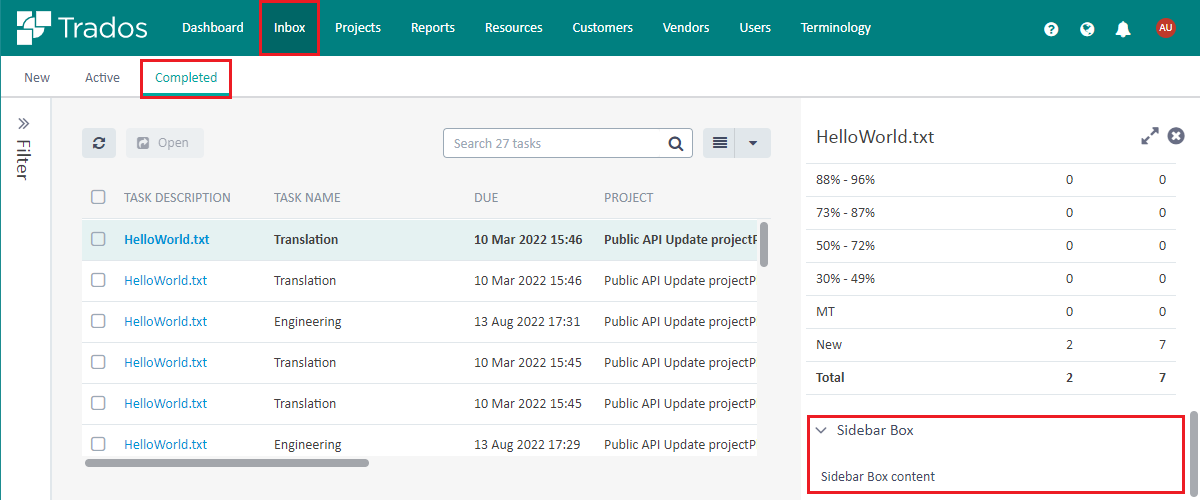 Trados Dashboard Inbox Projects Reports Resources Customers Vendors Users Terminology ? AU
New Active Completed
Filter
Open
Search 27 tasks
TASK DESCRIPTION TASK NAME DUE PROJECT
HelloWorld.txt Translation 10 Mar 2022 15:46 Public API Update projectP
HelloWorld.txt Translation 10 Mar 2022 15:46 Public API Update projectP
HelloWorld.txt Engineering 13 Aug 2022 17:31 Public API Update projectP
HelloWorld.txt Translation 10 Mar 2022 15:45 Public API Update projectP
HelloWorld.txt Translation 10 Mar 2022 15:45 Public API Update projectP
HelloWorld.txt Engineering 13 Aug 2022 17:29 Public API Update projectP
HelloWorld.txt
88% - 96% 0 0
73% - 87% 0 0
50% - 72% 0 0
30% - 49% 0 0
MT 0 0
New 2 7
Total 2 7
Sidebar Box
Sidebar Box content